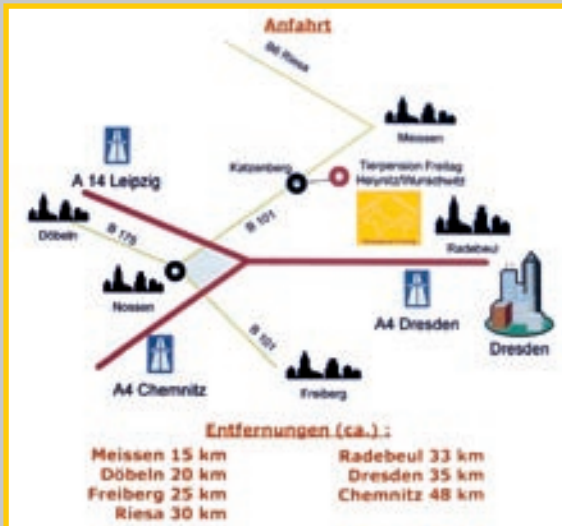 Anfahrt
B6 Riesa
Meissen
A 14 Leipzig
Katzenberg
Tierpension Freitag
Heynitz/Wunschwitz
Döbeln
B 175
B 101
Radebeul
Nossen
A4 Dresden
Dresden
B 101
A4 Chemnitz
Freiberg
Entfernungen (ca.) :
Meissen 15 km
Döbeln 20 km
Freiberg 25 km
Riesa 30 km
Radebeul 33 km
Dresden 35 km
Chemnitz 48 km